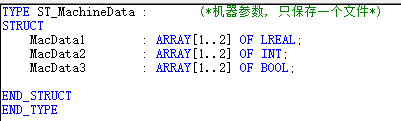 TYPE ST_MachineData :        (*机器参数，只保存一个文件*)
STRUCT
    MacData1        : ARRAY[1..2] OF LREAL;
    MacData2        : ARRAY[1..2] OF INT;
    MacData3        : ARRAY[1..2] OF BOOL;
END_STRUCT
END_TYPE